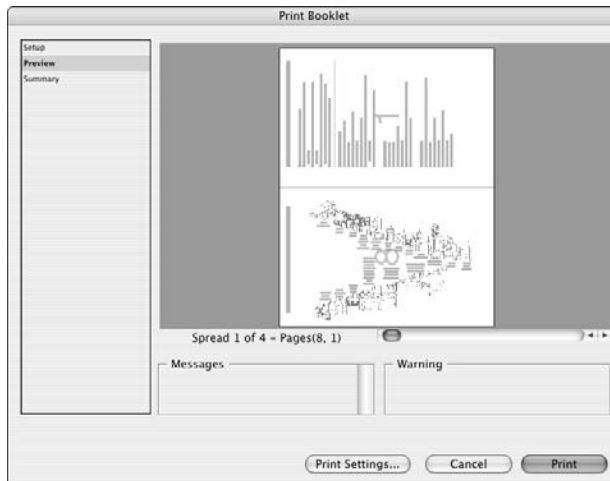 Print Booklet
Setup
Preview
Summary
Spread 1 of 4 – Pages(8, 1)
Messages
Warning
Print Settings...
Cancel
Print